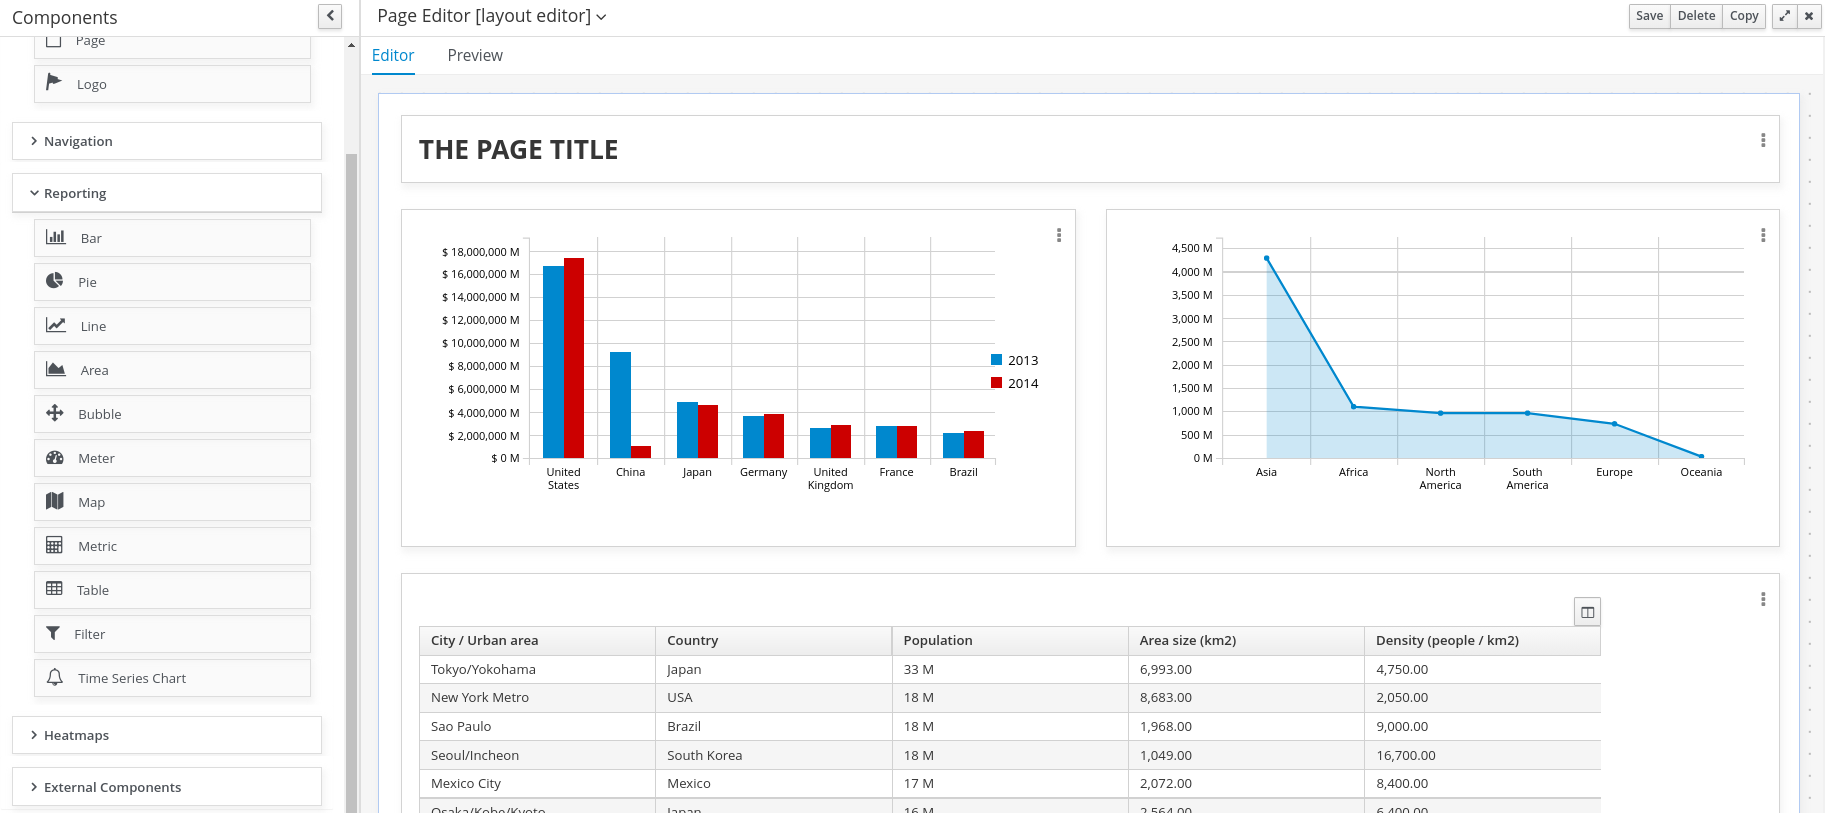 Components
Page
Logo
Navigation
Reporting
Bar
Pie
Line
Area
Bubble
Meter
Map
Metric
Table
Filter
Time Series Chart
Heatmaps
External Components
Page Editor [layout editor]
Save Delete Copy
Editor Preview
THE PAGE TITLE
$ 18,000,000 M
$ 16,000,000 M
$ 14,000,000 M
$ 12,000,000 M
$ 10,000,000 M
$ 8,000,000 M
$ 6,000,000 M
$ 4,000,000 M
$ 2,000,000 M
$ 0 M
United States
China
Japan
Germany
United Kingdom
France
Brazil
2013
2014
4,500 M
4,000 M
3,500 M
3,000 M
2,500 M
2,000 M
1,500 M
1,000 M
500 M
0 M
Asia
Africa
North America
South America
Europe
Oceania
City / Urban area Country Population Area size (km2) Density (people / km2)
Tokyo/Yokohama Japan 33 M 6,993.00 4,750.00
New York Metro USA 18 M 8,683.00 2,050.00
Sao Paulo Brazil 18 M 1,968.00 9,000.00
Seoul/Incheon South Korea 18 M 1,049.00 16,700.00
Mexico City Mexico 17 M 2,072.00 8,400.00
Osaka/Kobe/Kyoto Japan 16 M 2,564.00 6,400.00